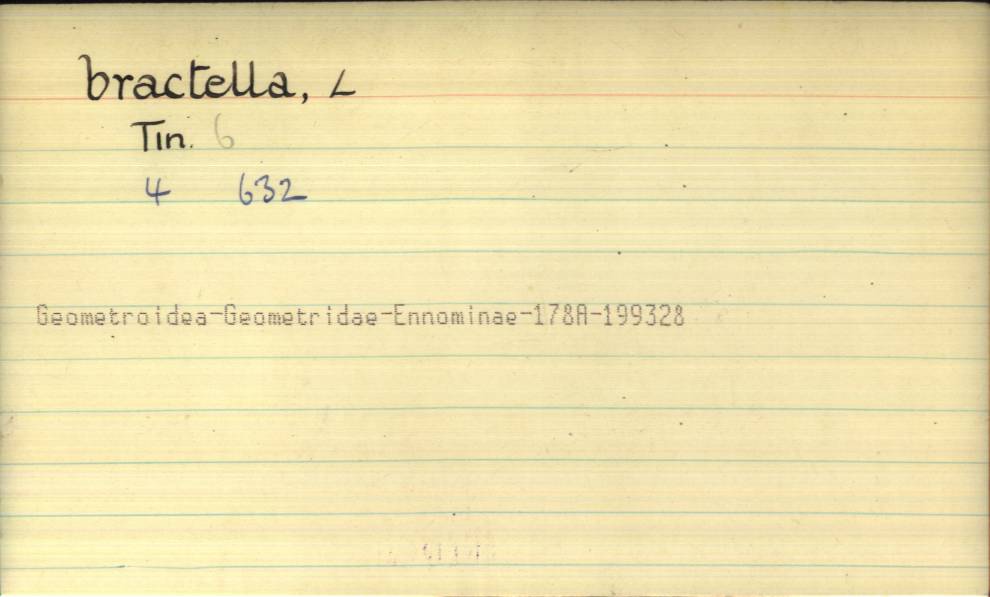 bractella, L
Tin. 6
4 632
Geometroidea-Geometridae-Ennominae-178A-199328